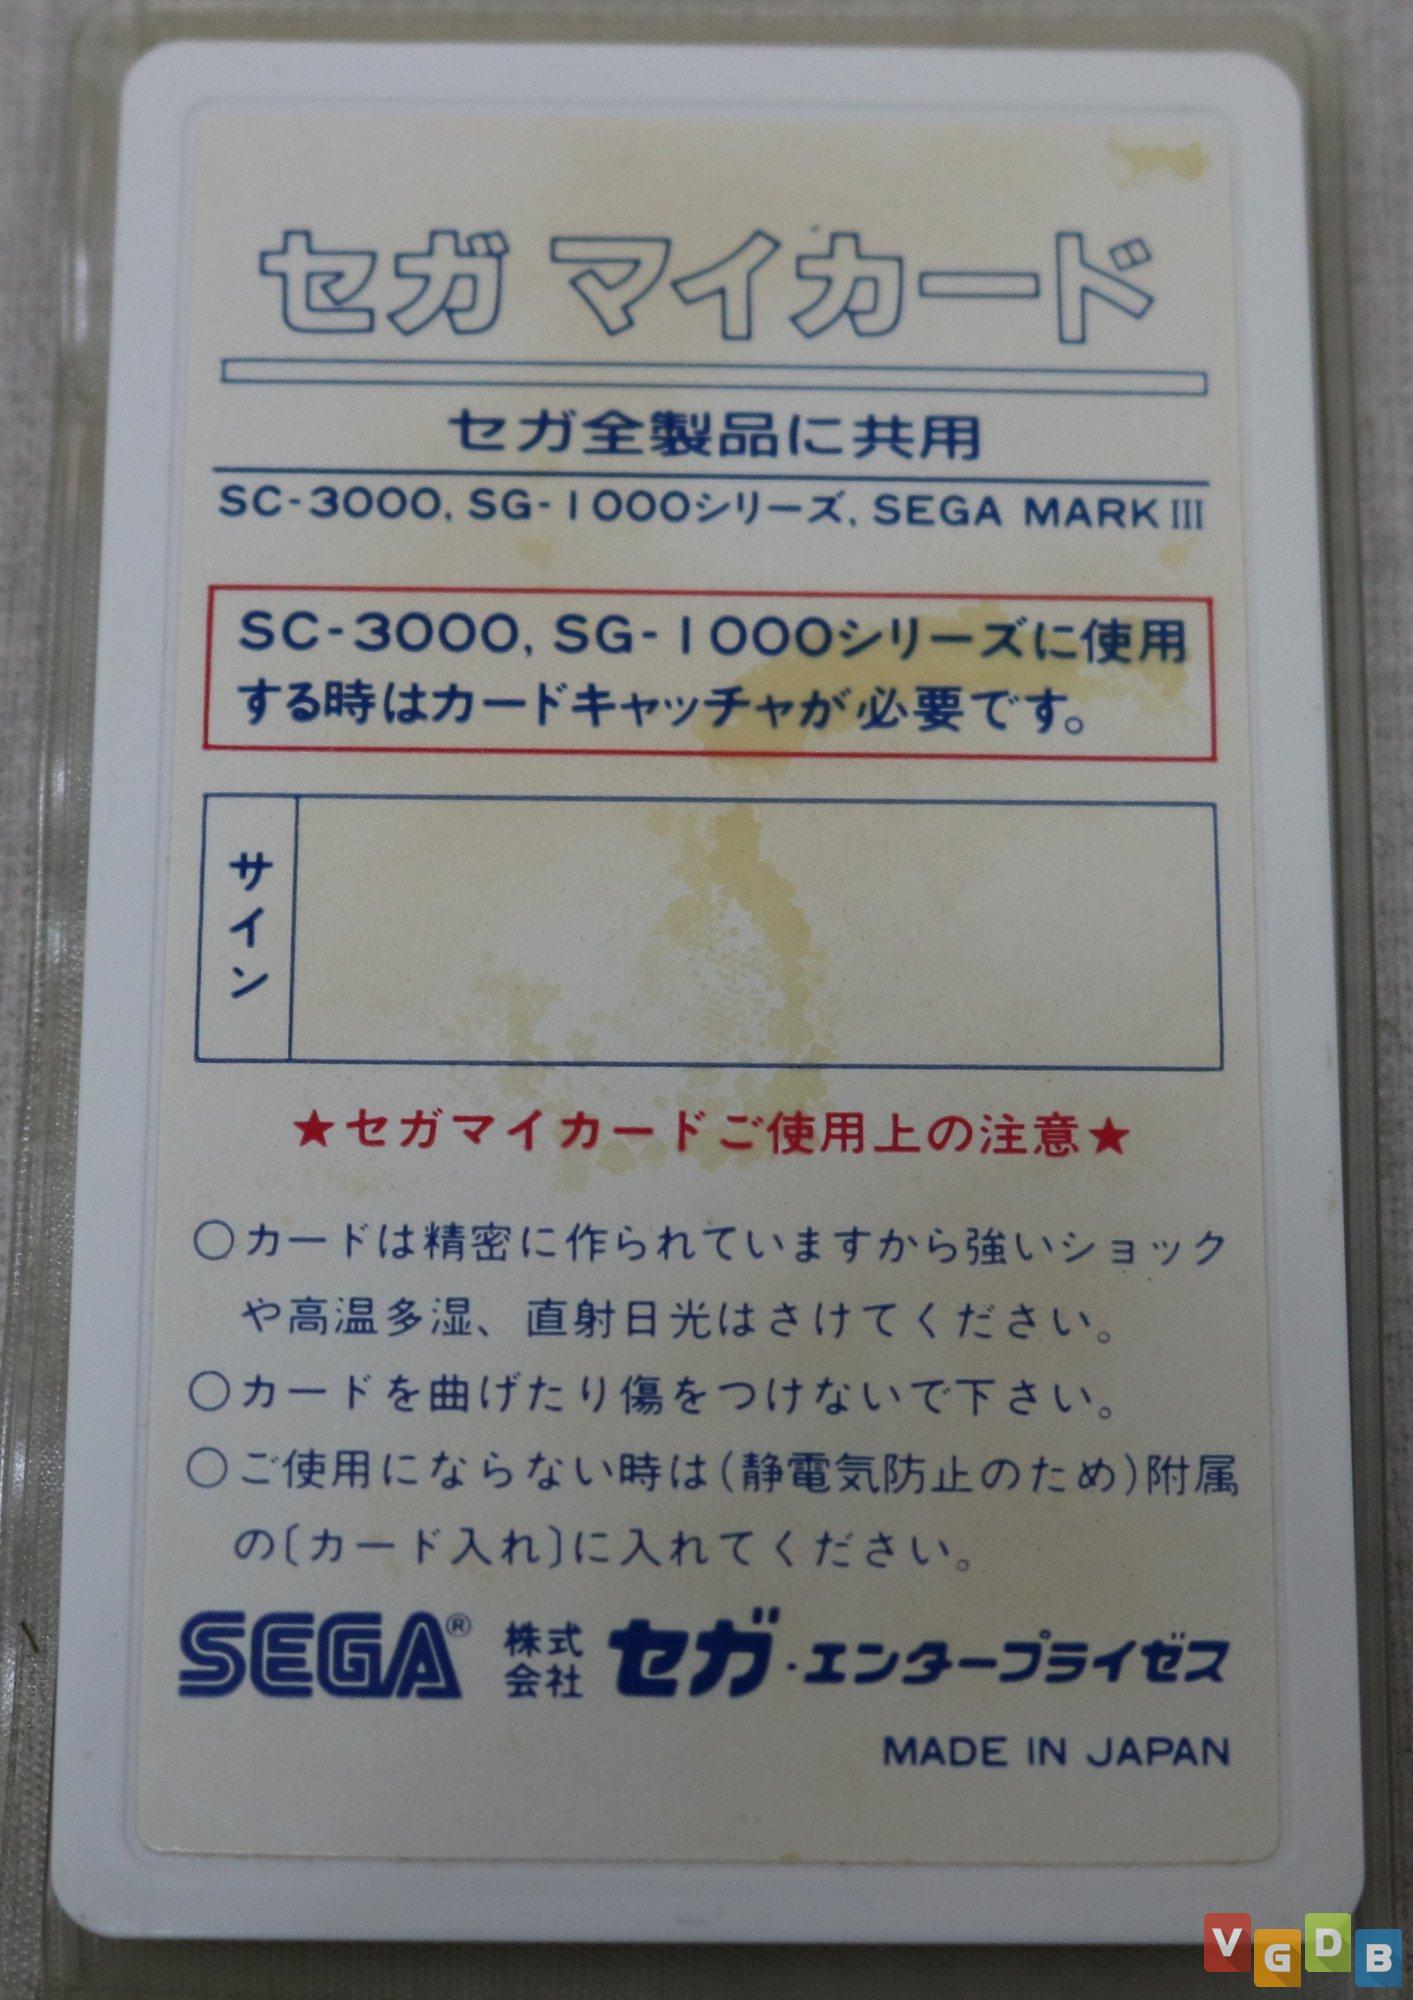 セガ マイカード
セガ全製品に共用
SC-3000, SG-1000シリーズ, SEGA MARK III
SC-3000, SG-1000シリーズに使用
する時はカードキャッチャが必要です。
サイン
★セガマイカードご使用上の注意★
○カードは精密に作られていますから強いショック
や高温多湿、直射日光はさけてください。
○カードを曲げたり傷をつけないで下さい。
○ご使用にならない時は(静電気防止のため)附属
の〔カード入れ〕に入れてください。
SEGA® 株式会社 セガ・エンタープライゼス
MADE IN JAPAN
VGDB